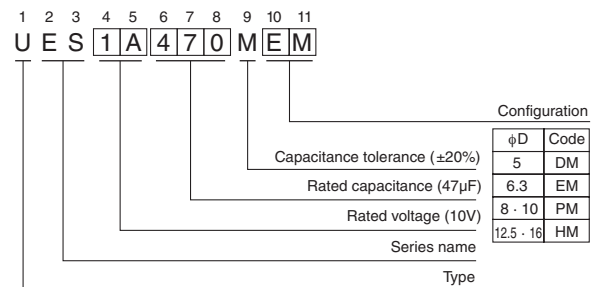 1 2 3 4 5 6 7 8 9 10 11
U E S 1 A 4 7 0 M E M
Configuration
φD Code
5 DM
6.3 EM
8 · 10 PM
12.5 · 16 HM
Capacitance tolerance (±20%)
Rated capacitance (47µF)
Rated voltage (10V)
Series name
Type